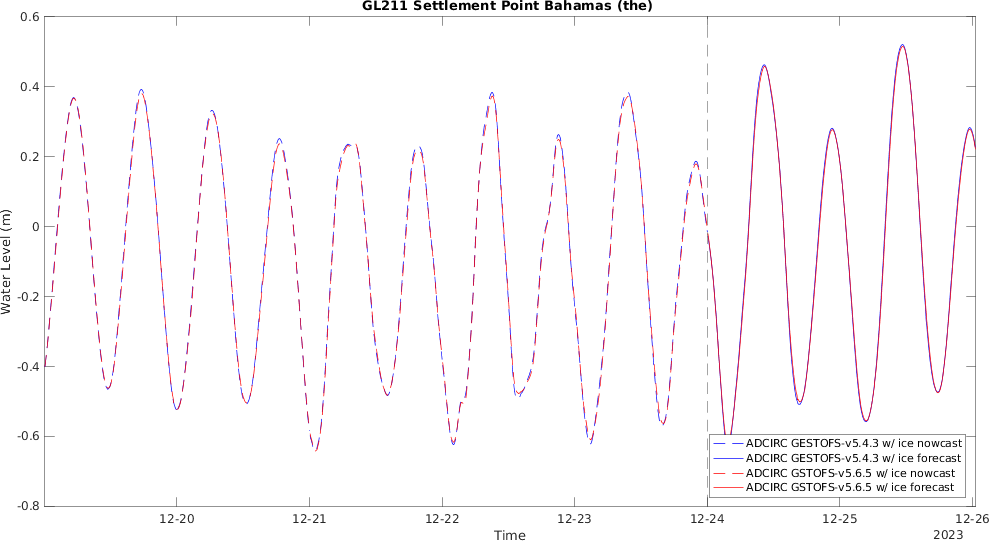 GL211 Settlement Point Bahamas (the)
0.6
0.4
0.2
0
-0.2
-0.4
-0.6
-0.8
Water Level (m)
12-20
12-21
12-22
12-23
12-24
12-25
12-26
Time
2023
ADCIRC GESTOFS-v5.4.3 w/ ice nowcast
ADCIRC GESTOFS-v5.4.3 w/ ice forecast
ADCIRC GSTOFS-v5.6.5 w/ ice nowcast
ADCIRC GSTOFS-v5.6.5 w/ ice forecast